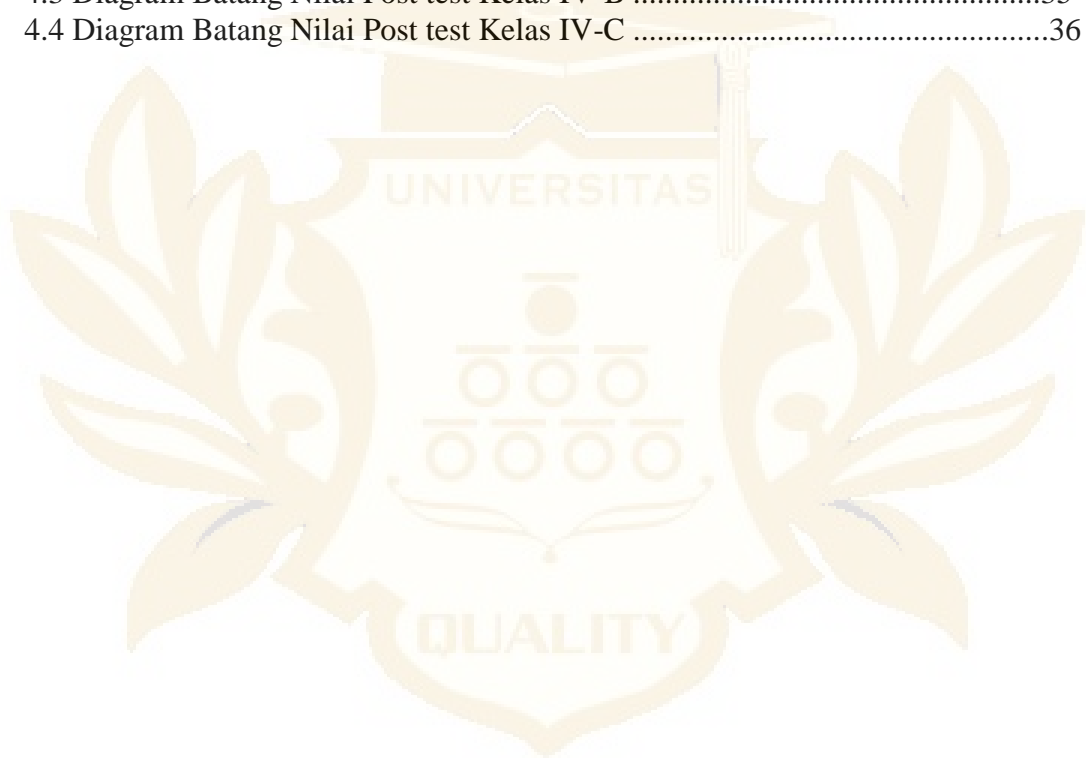 4.3 Diagram Batang Nilai Post test Kelas IV-B ...................................................35
4.4 Diagram Batang Nilai Post test Kelas IV-C ...................................................36
UNIVERSITAS
QUALITY